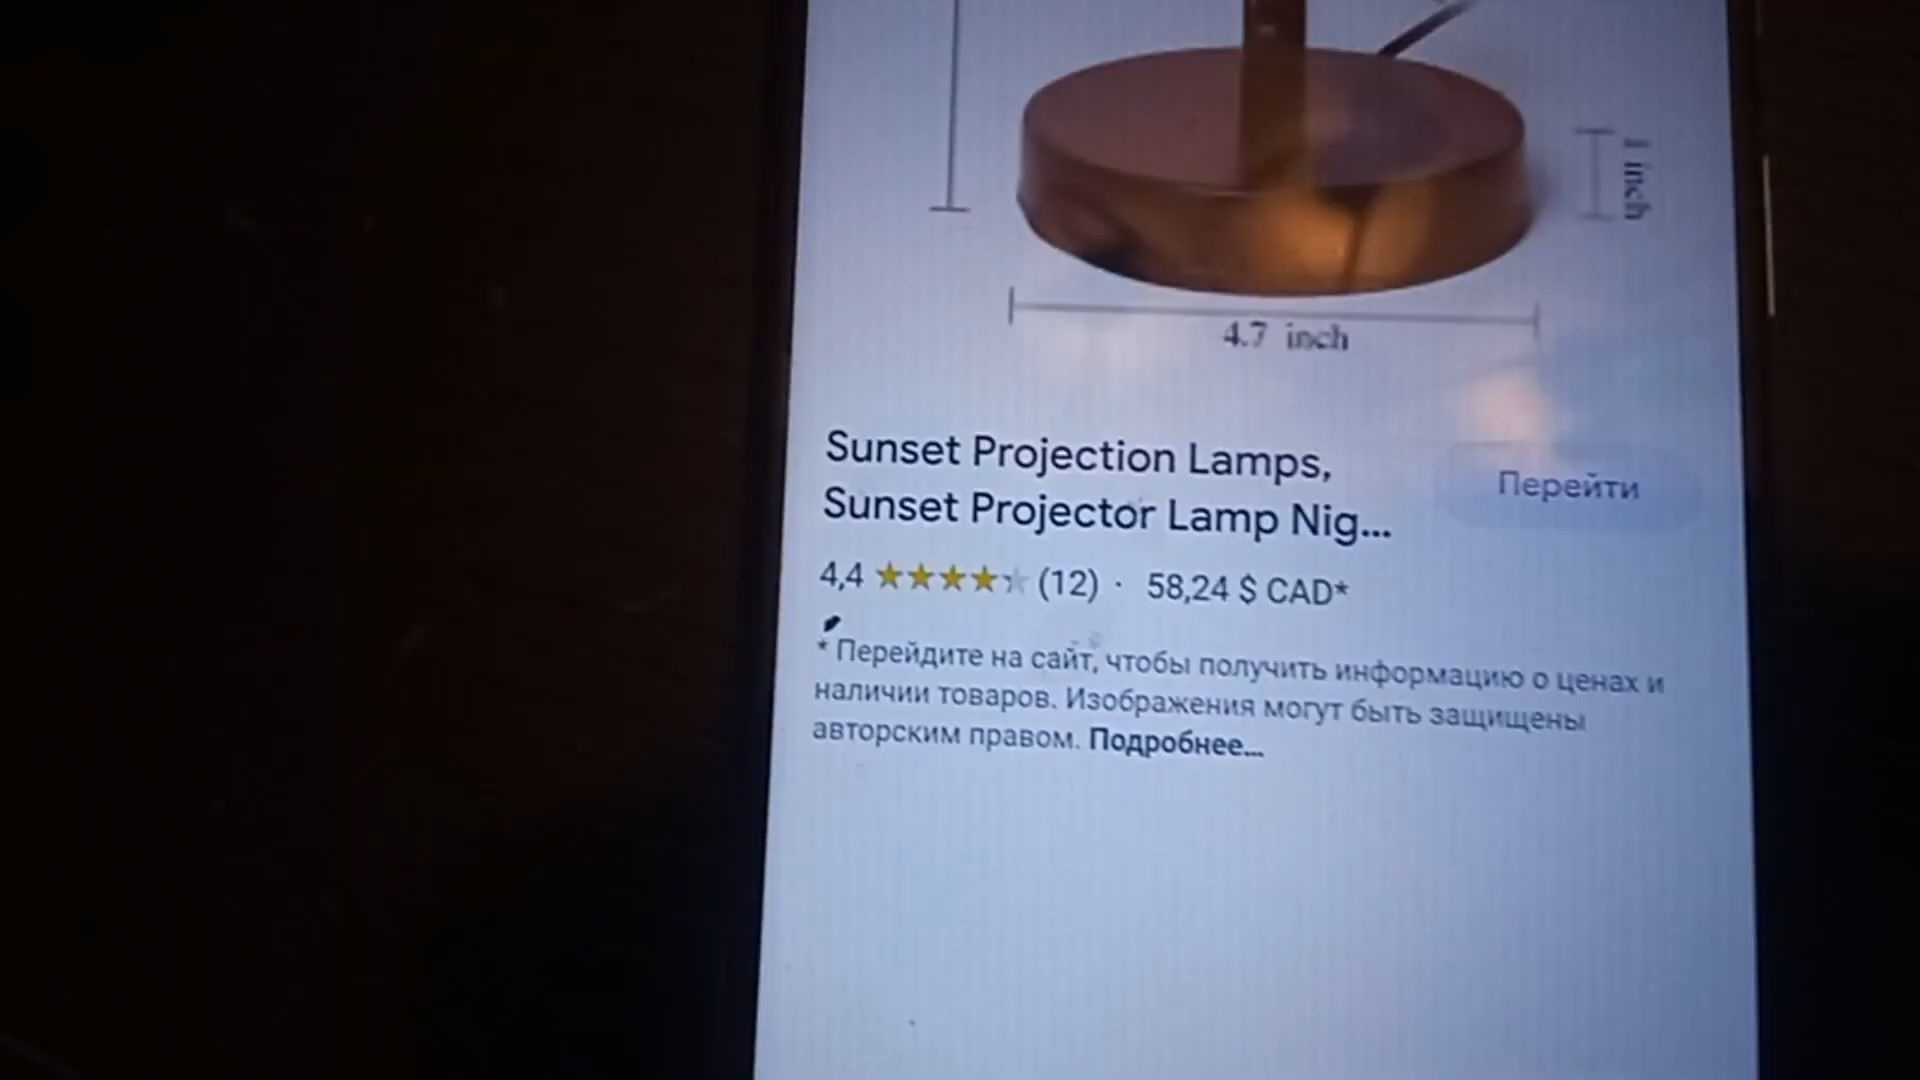 1 inch
4.7 inch
Sunset Projection Lamps,
Sunset Projector Lamp Nig...
Перейти
4,4 ★★★★★ (12) · 58,24 $ CAD*
* Перейдите на сайт, чтобы получить информацию о ценах и
наличии товаров. Изображения могут быть защищены
авторским правом. Подробнее...